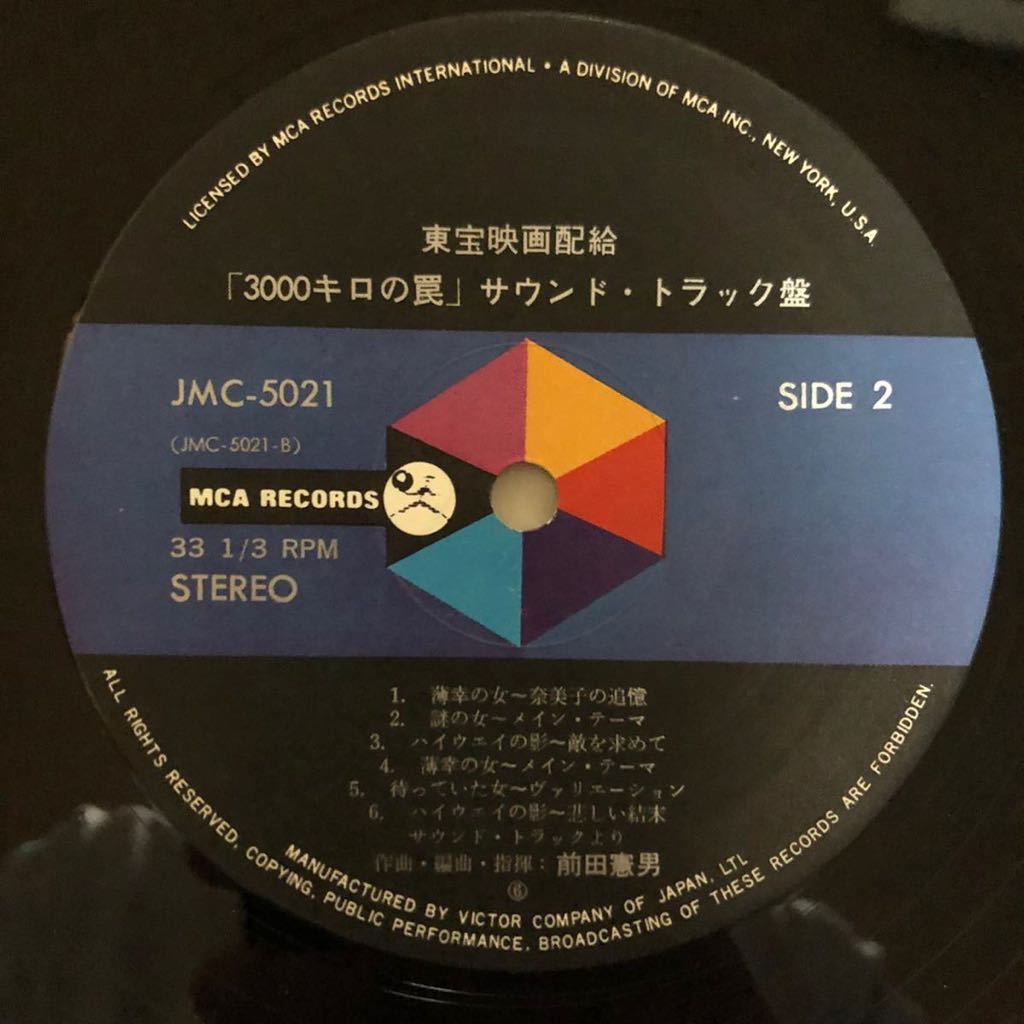 LICENSED BY MCA RECORDS INTERNATIONAL • A DIVISION OF MCA INC., NEW YORK, U.S.A.
東宝映画配給
「3000キロの罠」サウンド・トラック盤
JMC-5021
SIDE 2
(JMC-5021-B)
MCA RECORDS
33 1/3 RPM
STEREO
1. 薄幸の女〜奈美子の追憶
2. 謎の女〜メイン・テーマ
3. ハイウェイの影〜敵を求めて
4. 薄幸の女〜メイン・テーマ
5. 待っていた女〜ヴァリエーション
6. ハイウェイの影〜悲しい結末
サウンド・トラックより
作曲・編曲・指揮：前田憲男
⑥
MANUFACTURED BY VICTOR COMPANY OF JAPAN, LTL
ALL RIGHTS RESERVED. COPYING, PUBLIC PERFORMANCE, BROADCASTING OF THESE RECORDS ARE FORBIDDEN.